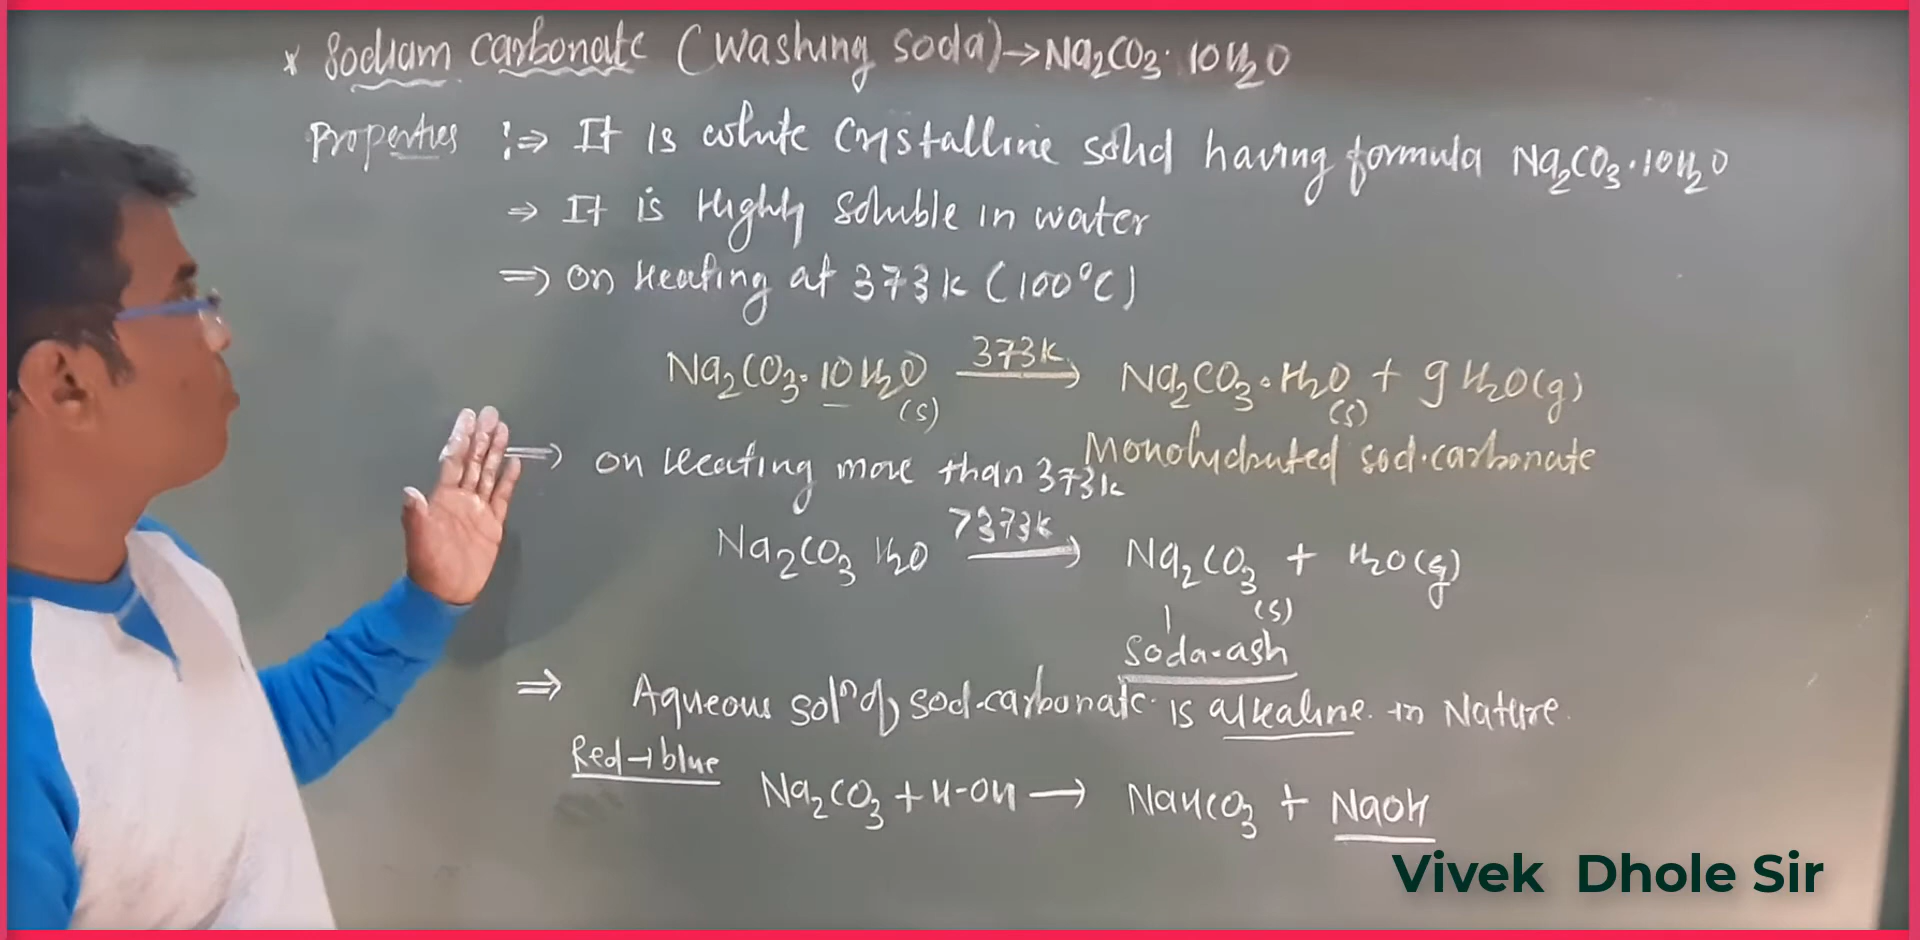 * Sodium carbonate (washing soda)→Na2CO3·10H2O
Properties :⇒ It is white crystalline solid having formula Na2CO3·10H2O
⇒ It is Highly soluble in water
⇒ on Heating at 373k (100°C)
Na2CO3·10H2O(s) 373k→ Na2CO3·H2O(s) + 9H2O(g)
Monohydrated sod.carbonate
⇒ on Heating more than 373k
Na2CO3 H2O >373k→ Na2CO3(s) + H2O(g)
Soda-ash
⇒ Aqueous solⁿ of sod-carbonate is alkaline in Nature.
Red→blue
Na2CO3 + H-OH → NaHCO3 + NaOH
Vivek Dhole Sir